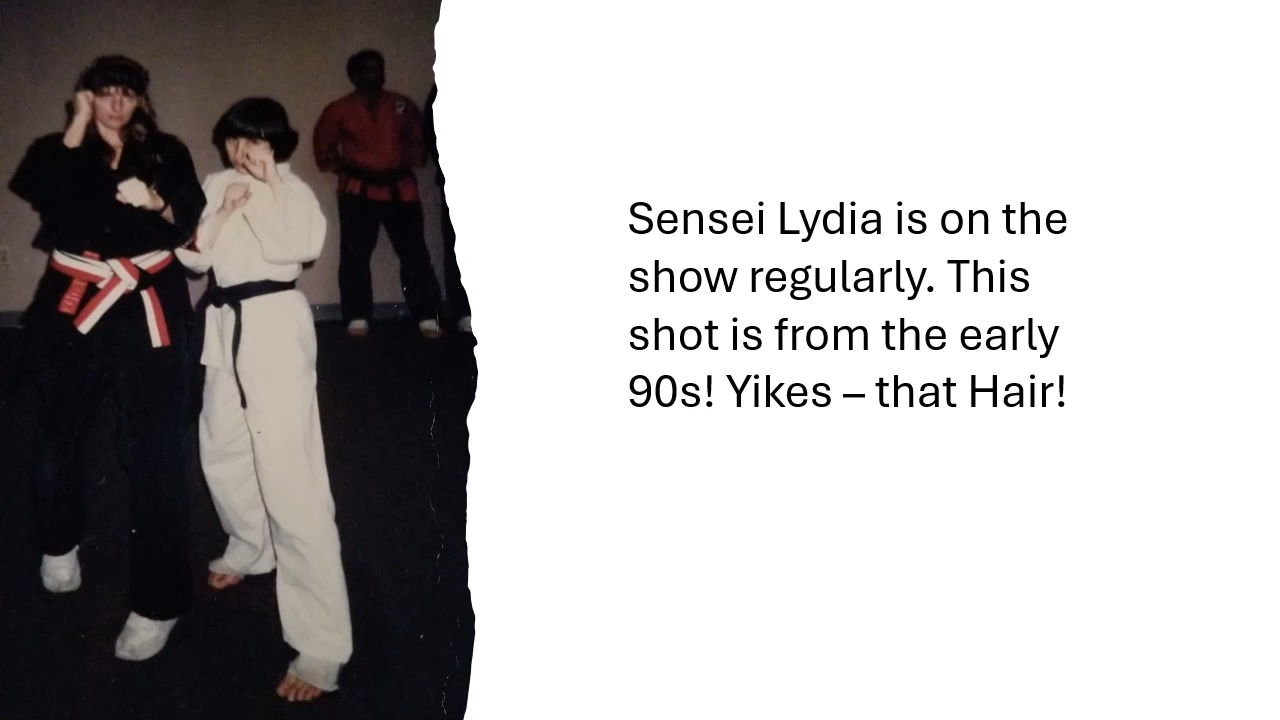 Sensei Lydia is on the
show regularly. This
shot is from the early
90s! Yikes – that Hair!